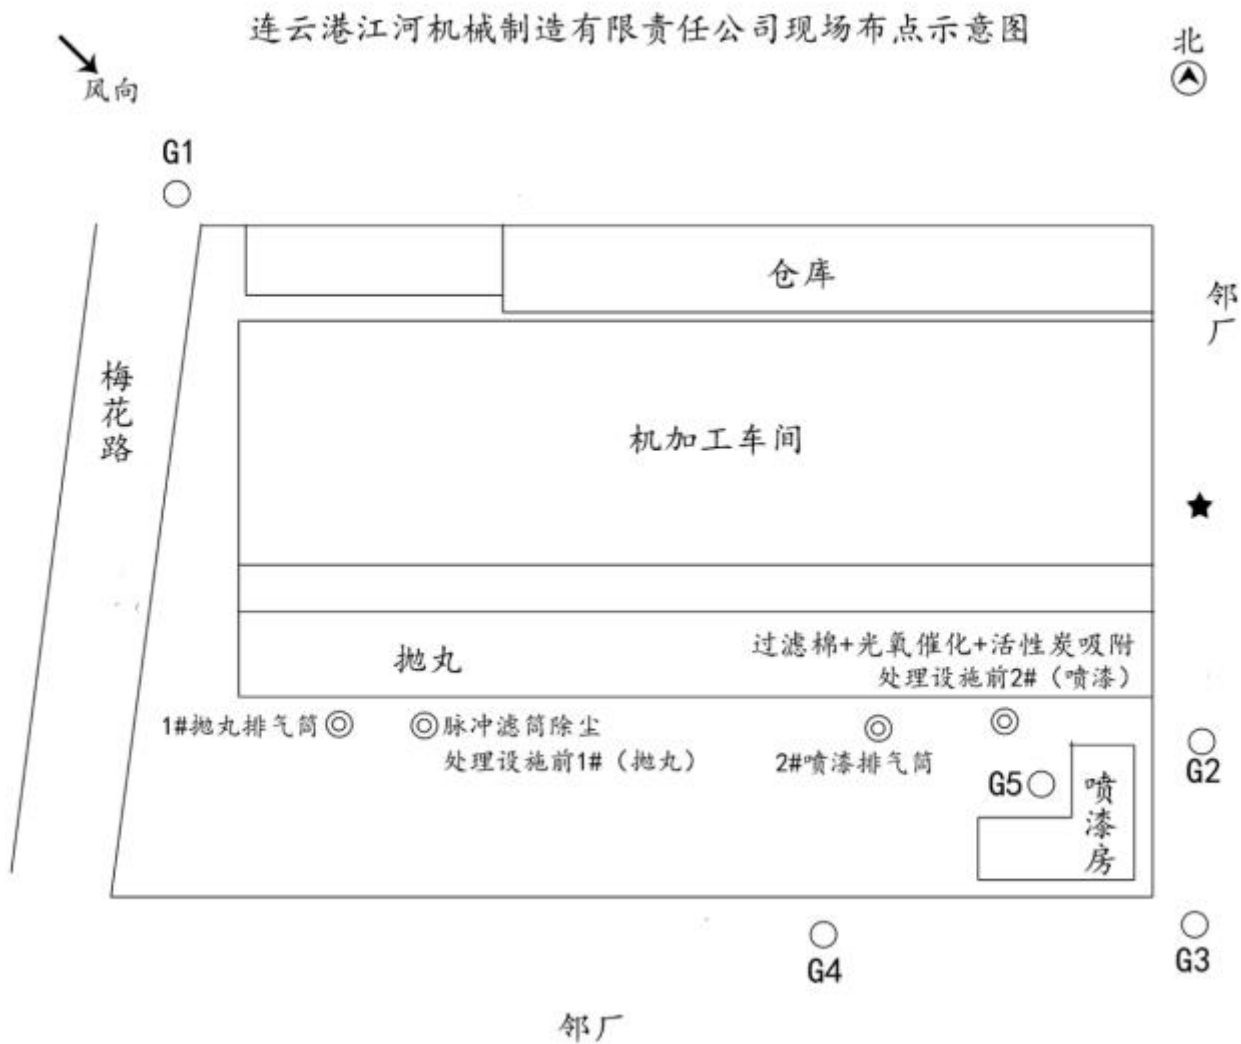 连云港江河机械制造有限责任公司现场布点示意图
北
风向
G1
仓库
邻厂
梅花路
机加工车间
抛丸
过滤棉+光氧催化+活性炭吸附
处理设施前2#（喷漆）
1#抛丸排气筒
脉冲滤筒除尘
处理设施前1#（抛丸）
2#喷漆排气筒
G5
喷漆房
G2
G4
G3
邻厂